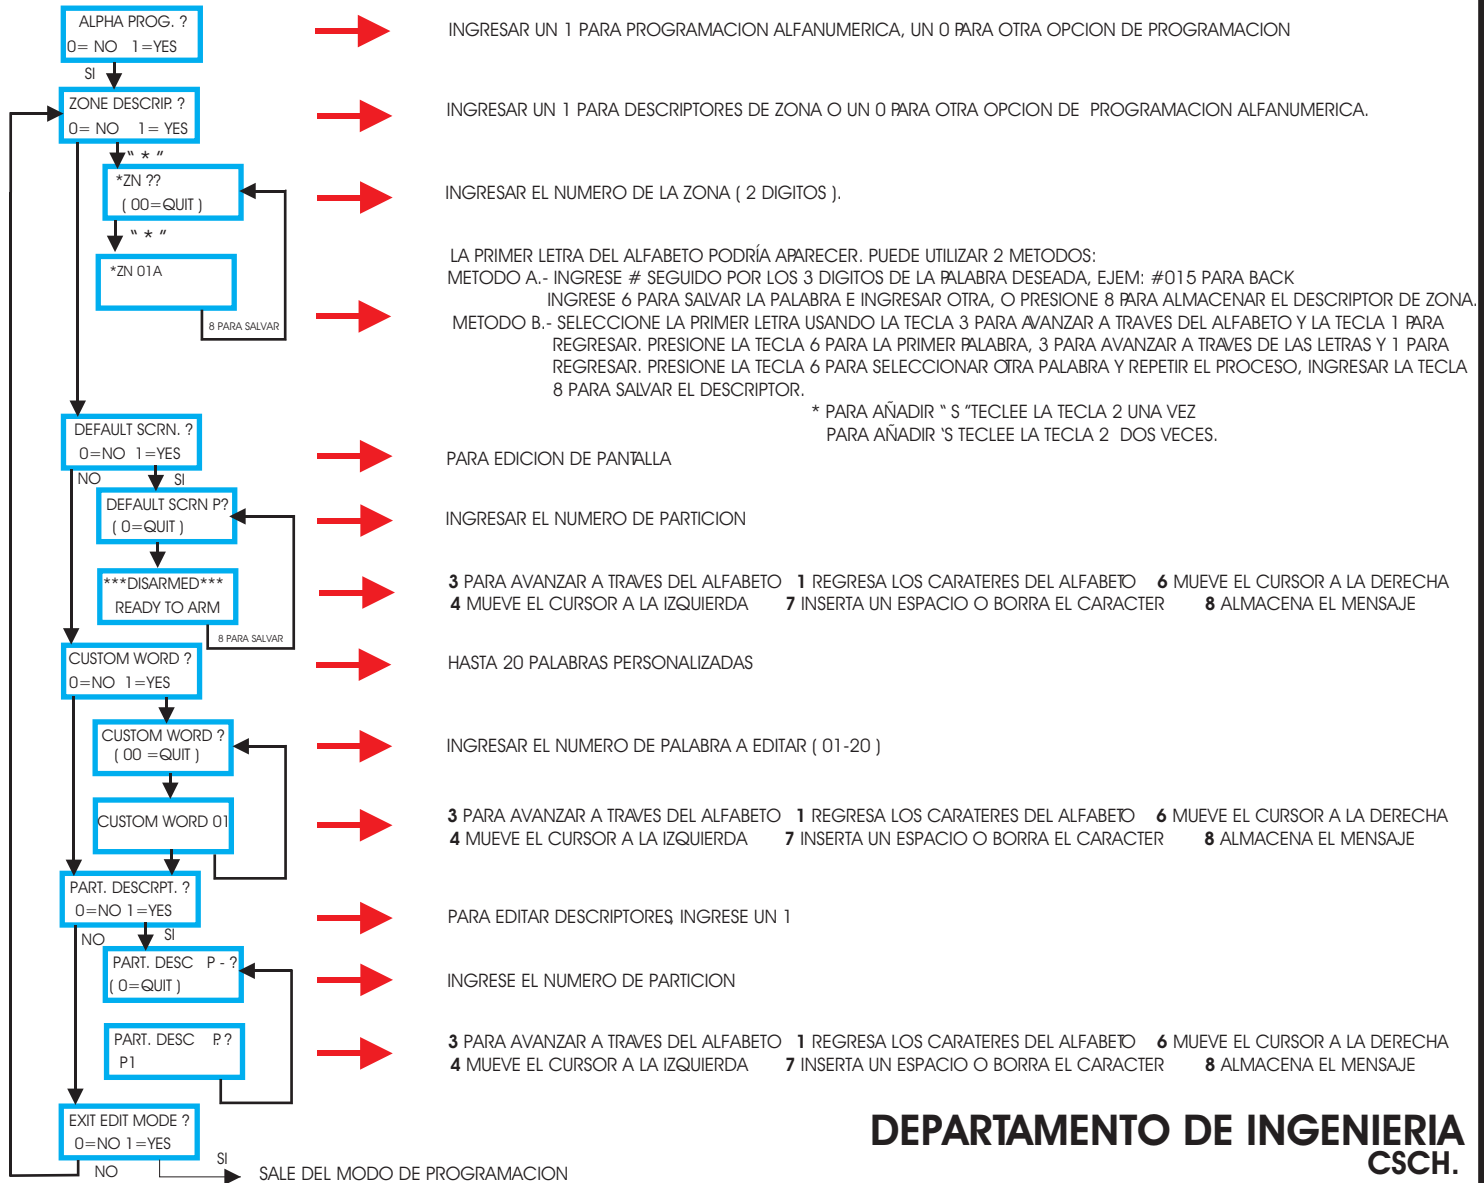 ALPHA PROG. ?
0= NO 1=YES
INGRESAR UN 1 PARA PROGRAMACION ALFANUMERICA, UN 0 PARA OTRA OPCION DE PROGRAMACION
SI
ZONE DESCRIP. ?
0= NO 1= YES
INGRESAR UN 1 PARA DESCRIPTORES DE ZONA O UN 0 PARA OTRA OPCION DE PROGRAMACION ALFANUMERICA.
" * "
*ZN ??
( 00=QUIT )
INGRESAR EL NUMERO DE LA ZONA ( 2 DIGITOS ).
" * "
*ZN 01A
8 PARA SALVAR
LA PRIMER LETRA DEL ALFABETO PODRÍA APARECER. PUEDE UTILIZAR 2 METODOS:
METODO A.- INGRESE # SEGUIDO POR LOS 3 DIGITOS DE LA PALABRA DESEADA, EJEM: #015 PARA BACK
INGRESE 6 PARA SALVAR LA PALABRA E INGRESAR OTRA, O PRESIONE 8 PARA ALMACENAR EL DESCRIPTOR DE ZONA.
METODO B.- SELECCIONE LA PRIMER LETRA USANDO LA TECLA 3 PARA AVANZAR A TRAVES DEL ALFABETO Y LA TECLA 1 PARA
REGRESAR. PRESIONE LA TECLA 6 PARA LA PRIMER PALABRA, 3 PARA AVANZAR A TRAVES DE LAS LETRAS Y 1 PARA
REGRESAR. PRESIONE LA TECLA 6 PARA SELECCIONAR OTRA PALABRA Y REPETIR EL PROCESO, INGRESAR LA TECLA
8 PARA SALVAR EL DESCRIPTOR.
* PARA AÑADIR " S "TECLEE LA TECLA 2 UNA VEZ
PARA AÑADIR 'S TECLEE LA TECLA 2 DOS VECES.
DEFAULT SCRN. ?
0=NO 1=YES
PARA EDICION DE PANTALLA
NO
SI
DEFAULT SCRN P?
( 0=QUIT )
INGRESAR EL NUMERO DE PARTICION
***DISARMED***
READY TO ARM
8 PARA SALVAR
3 PARA AVANZAR A TRAVES DEL ALFABETO 1 REGRESA LOS CARATERES DEL ALFABETO 6 MUEVE EL CURSOR A LA DERECHA
4 MUEVE EL CURSOR A LA IZQUIERDA 7 INSERTA UN ESPACIO O BORRA EL CARACTER 8 ALMACENA EL MENSAJE
CUSTOM WORD ?
0=NO 1=YES
HASTA 20 PALABRAS PERSONALIZADAS
CUSTOM WORD ?
( 00 =QUIT )
INGRESAR EL NUMERO DE PALABRA A EDITAR ( 01-20 )
CUSTOM WORD 01
3 PARA AVANZAR A TRAVES DEL ALFABETO 1 REGRESA LOS CARATERES DEL ALFABETO 6 MUEVE EL CURSOR A LA DERECHA
4 MUEVE EL CURSOR A LA IZQUIERDA 7 INSERTA UN ESPACIO O BORRA EL CARACTER 8 ALMACENA EL MENSAJE
PART. DESCRPT. ?
0=NO 1=YES
PARA EDITAR DESCRIPTORES, INGRESE UN 1
NO
SI
PART. DESC P - ?
( 0=QUIT )
INGRESE EL NUMERO DE PARTICION
PART. DESC P. ?
P1
3 PARA AVANZAR A TRAVES DEL ALFABETO 1 REGRESA LOS CARATERES DEL ALFABETO 6 MUEVE EL CURSOR A LA DERECHA
4 MUEVE EL CURSOR A LA IZQUIERDA 7 INSERTA UN ESPACIO O BORRA EL CARACTER 8 ALMACENA EL MENSAJE
EXIT EDIT MODE ?
0=NO 1=YES
NO
SI
SALE DEL MODO DE PROGRAMACION
DEPARTAMENTO DE INGENIERIA
CSCH.